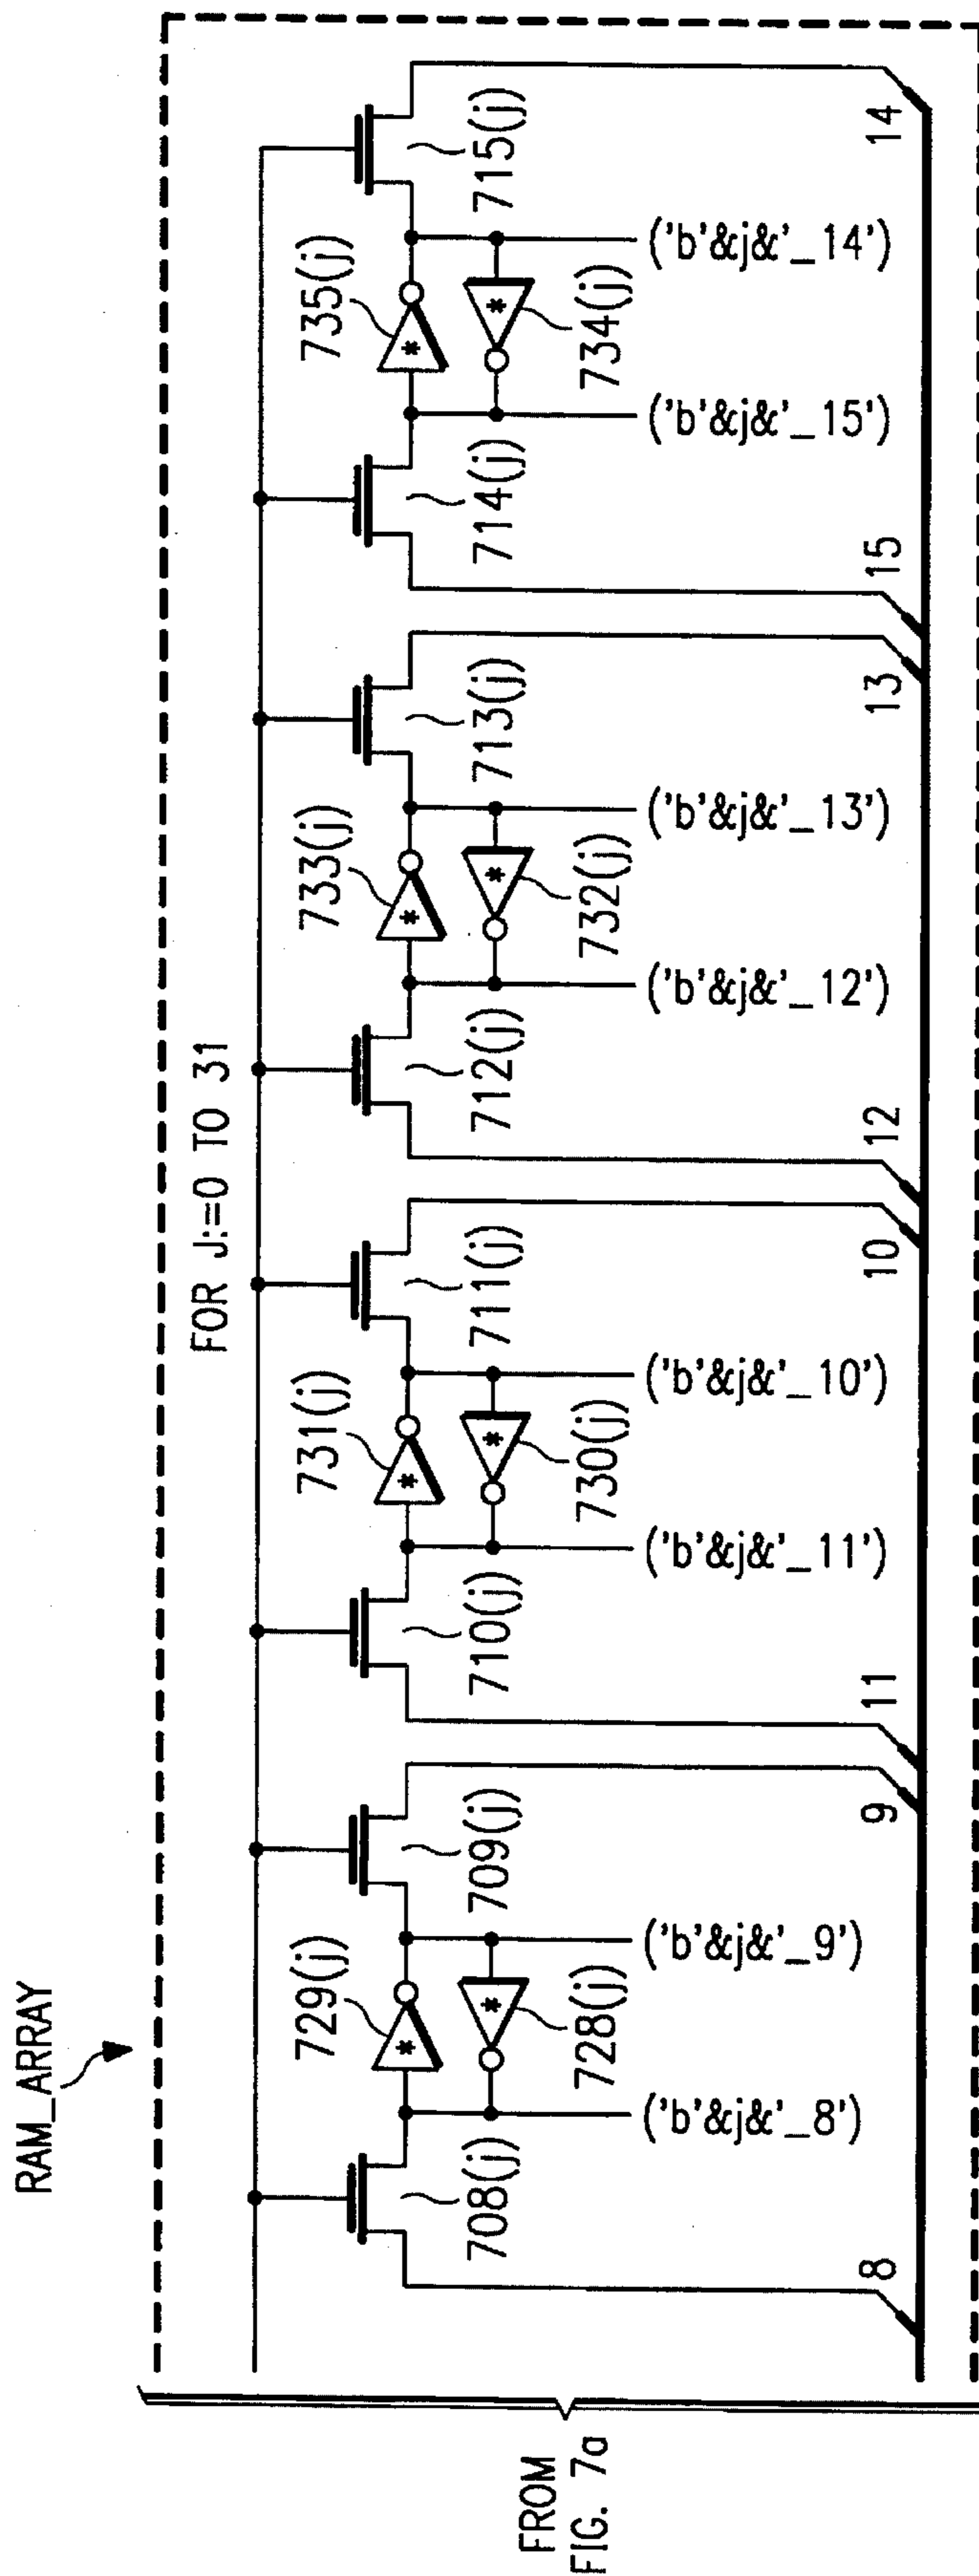 RAM_ARRAY
FOR J:=0 TO 31
729(j)
731(j)
733(j)
735(j)
*
*
*
*
708(j)
709(j)
710(j)
711(j)
712(j)
713(j)
714(j)
715(j)
*
*
*
*
728(j)
730(j)
732(j)
734(j)
('b'&j&'_8')
('b'&j&'_9')
('b'&j&'_11')
('b'&j&'_10')
('b'&j&'_12')
('b'&j&'_13')
('b'&j&'_15')
('b'&j&'_14')
8
9
11
10
12
13
15
14
FROM
FIG. 7a